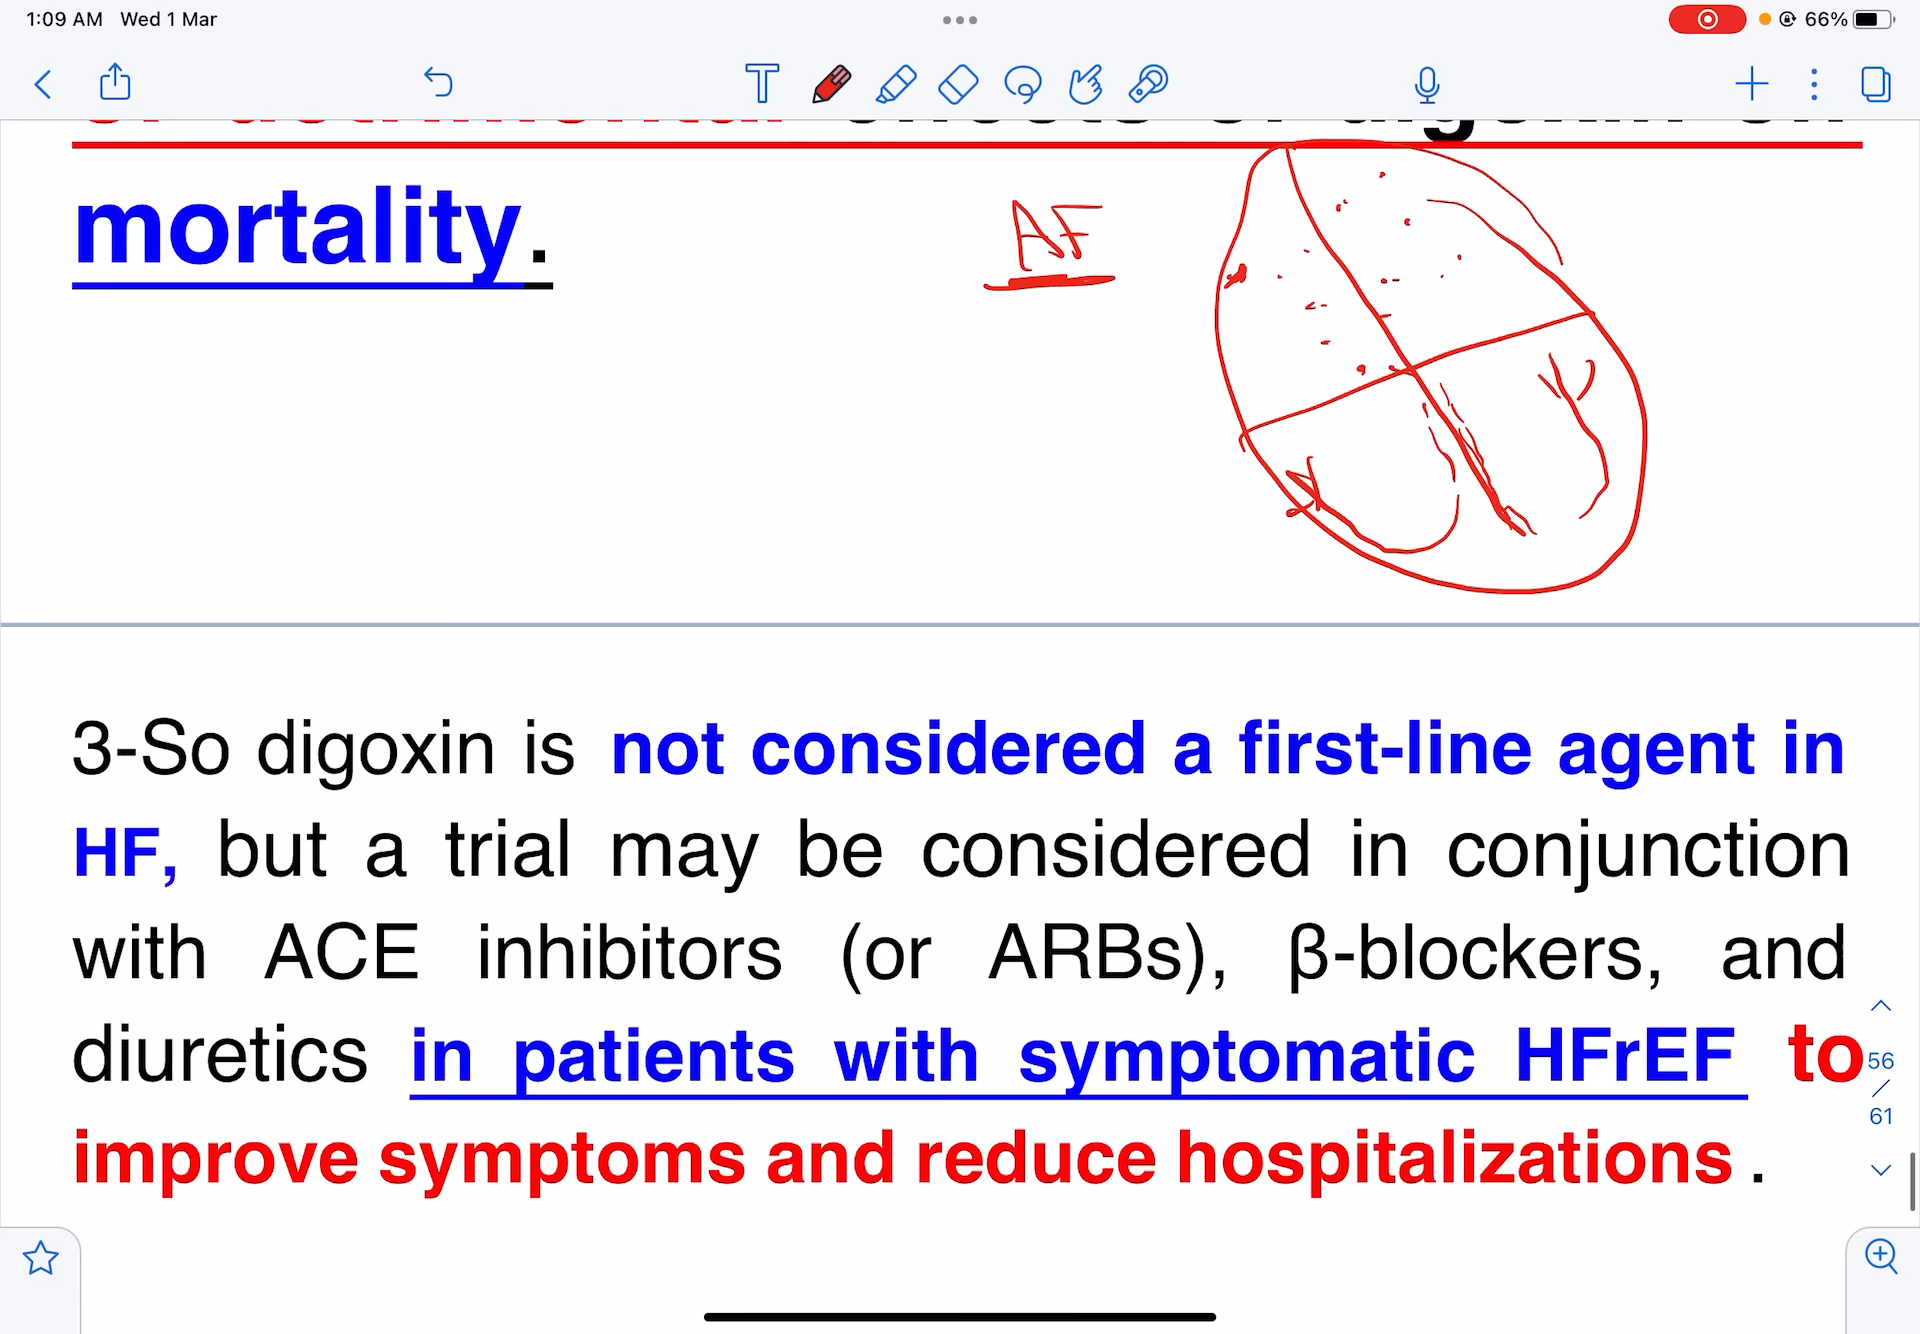 1:09 AM Wed 1 Mar
66%
mortality.
AF
3-So digoxin is not considered a first-line agent in
HF, but a trial may be considered in conjunction
with ACE inhibitors (or ARBs), β-blockers, and
diuretics in patients with symptomatic HFrEF to
improve symptoms and reduce hospitalizations .
56
/
61